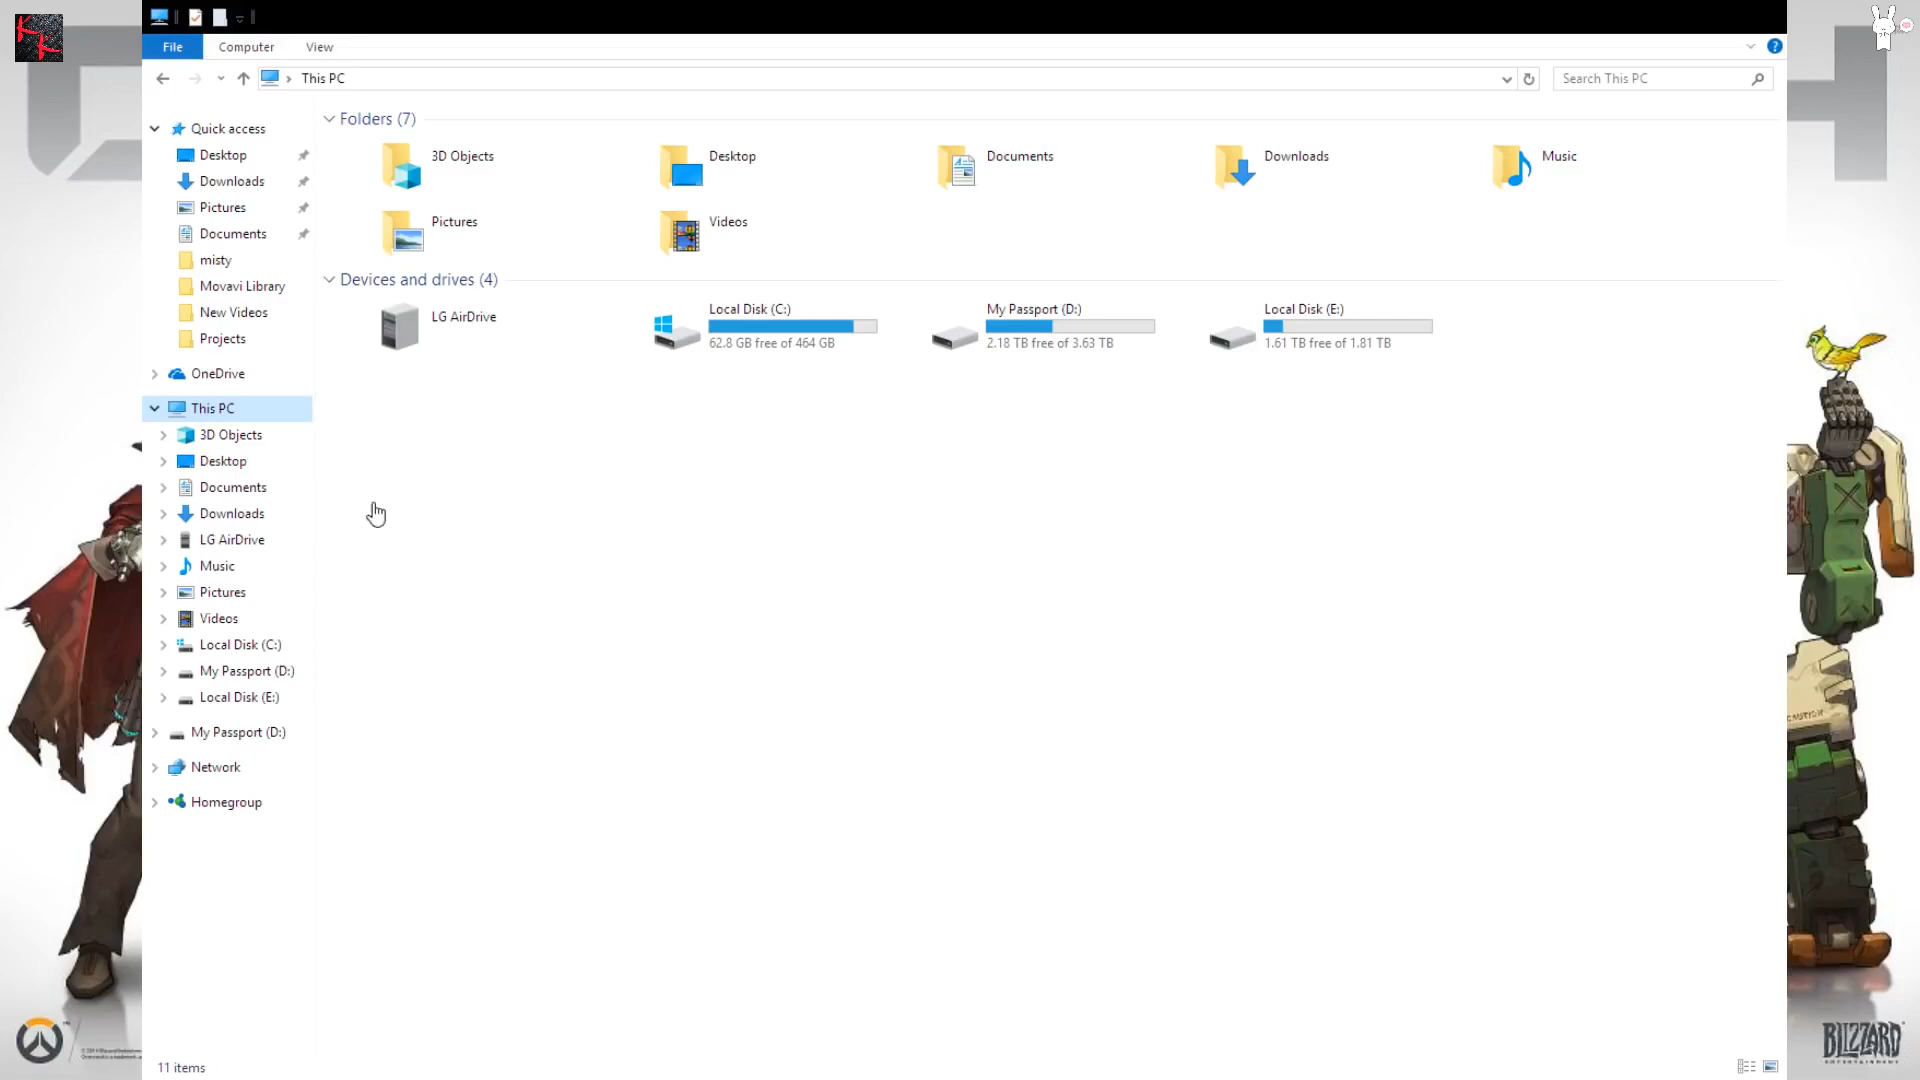 KK
File Computer View
This PC
Search This PC
Quick access
Desktop
Downloads
Pictures
Documents
misty
Movavi Library
New Videos
Projects
OneDrive
This PC
3D Objects
Desktop
Documents
Downloads
LG AirDrive
Music
Pictures
Videos
Local Disk (C:)
My Passport (D:)
Local Disk (E:)
My Passport (D:)
Network
Homegroup
Folders (7)
3D Objects
Desktop
Documents
Downloads
Music
Pictures
Videos
Devices and drives (4)
LG AirDrive
Local Disk (C:)
62.8 GB free of 464 GB
My Passport (D:)
2.18 TB free of 3.63 TB
Local Disk (E:)
1.61 TB free of 1.81 TB
11 items
CAUTION
BLIZZARD
ENTERTAINMENT